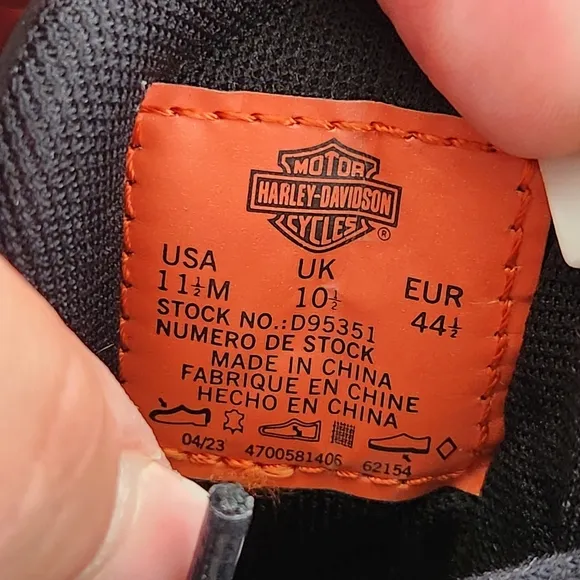 MOTOR
HARLEY-DAVIDSON
CYCLES
®
USA UK EUR
11½M 10½ 44½
STOCK NO.:D95351
NUMERO DE STOCK
MADE IN CHINA
FABRIQUE EN CHINE
HECHO EN CHINA
04/23 4700581406 62154